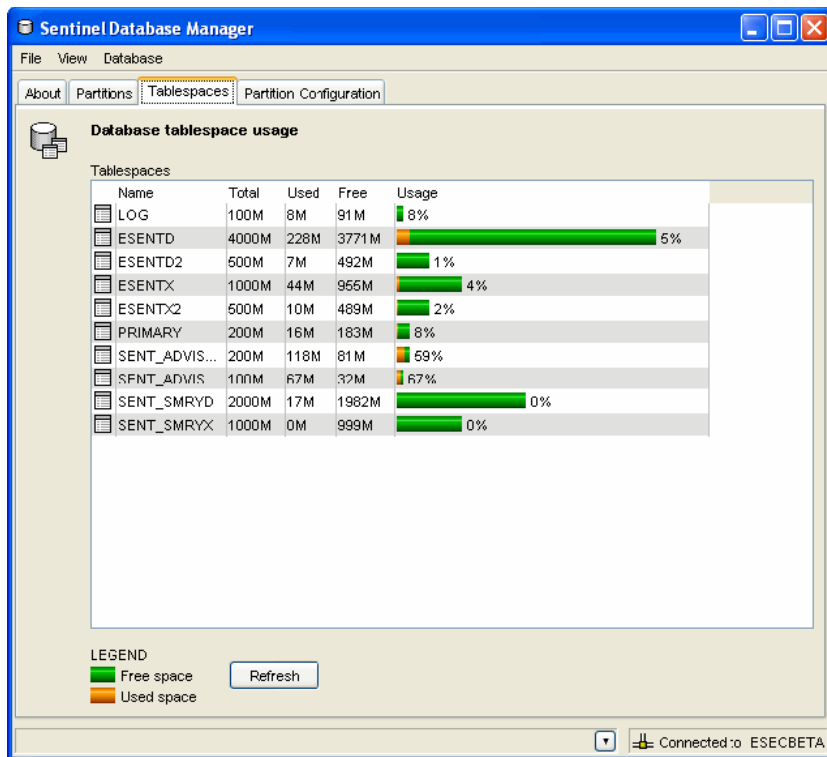 Sentinel Database Manager
File View Database
About Partitions Tablespaces Partition Configuration
Database tablespace usage
Tablespaces
Name Total Used Free Usage
LOG 100M 8M 91M 8%
ESENTD 4000M 228M 3771M 5%
ESENTD2 500M 7M 492M 1%
ESENTX 1000M 44M 955M 4%
ESENTX2 500M 10M 489M 2%
PRIMARY 200M 16M 183M 8%
SENT_ADVIS... 200M 118M 81M 59%
SENT_ADVIS 100M 67M 32M 67%
SENT_SMRYD 2000M 17M 1982M 0%
SENT_SMRYX 1000M 0M 999M 0%
LEGEND
Free space
Refresh
Used space
Connected to ESECBETA